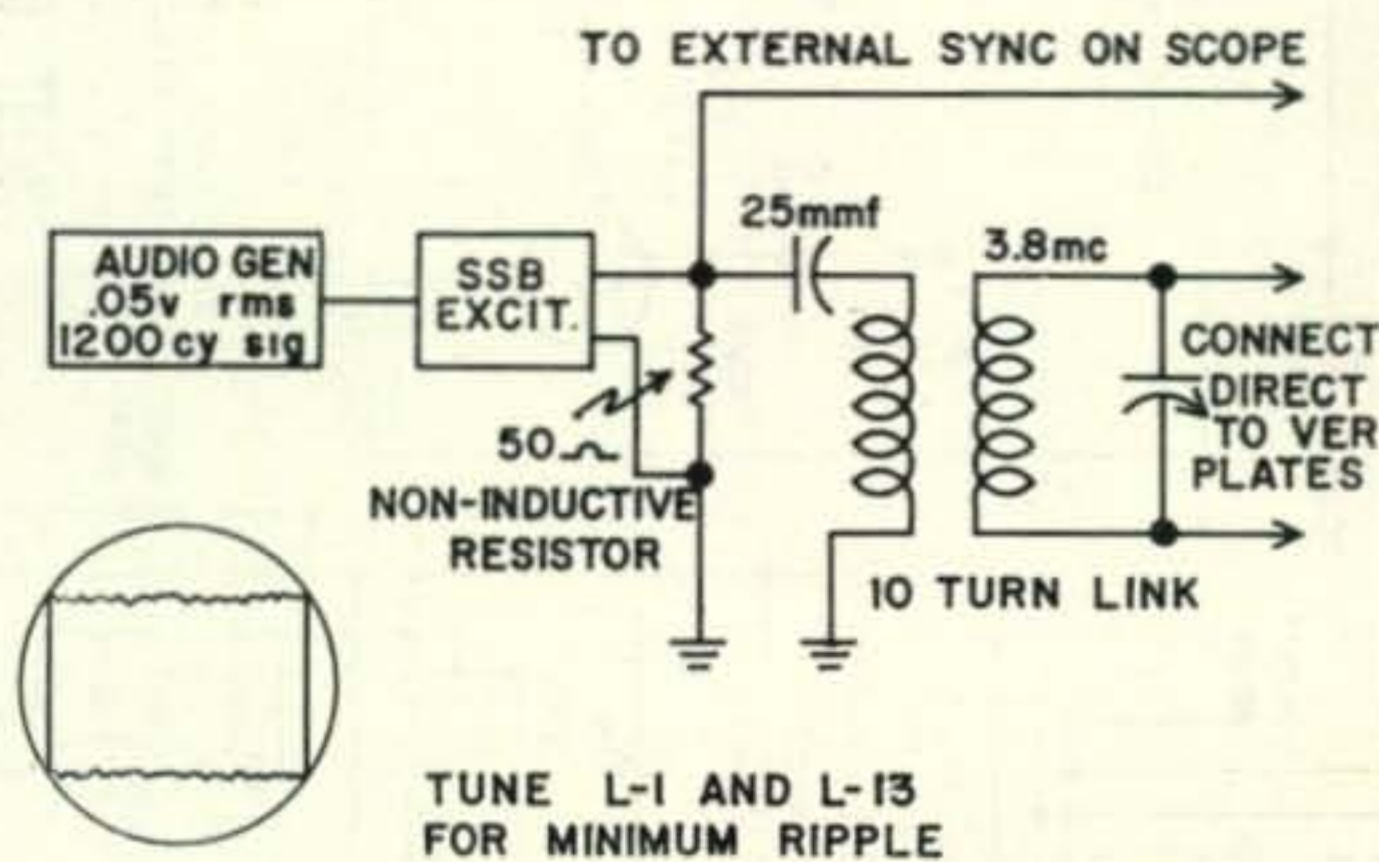 TO EXTERNAL SYNC ON SCOPE
25mmf
3.8mc
AUDIO GEN
.05v rms
1200 cy sig
SSB
EXCIT.
CONNECT
DIRECT
TO VER
PLATES
50
NON-INDUCTIVE
RESISTOR
10 TURN LINK
TUNE L-1 AND L-13
FOR MINIMUM RIPPLE